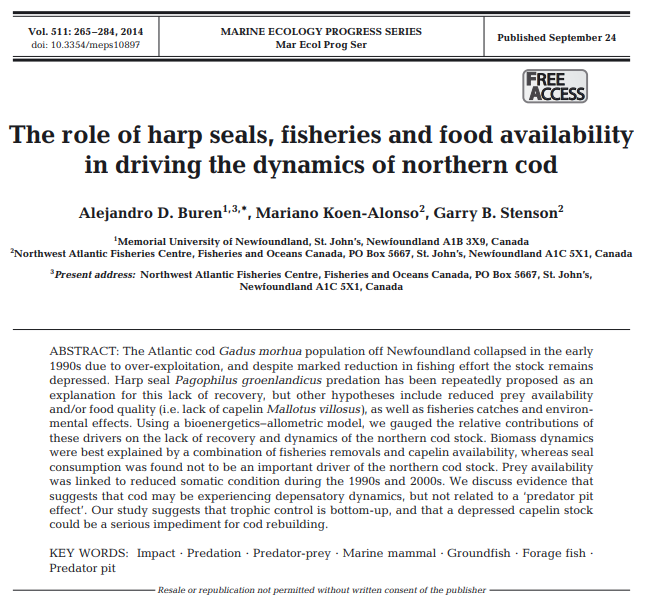 Vol. 511: 265–284, 2014
doi: 10.3354/meps10897
MARINE ECOLOGY PROGRESS SERIES
Mar Ecol Prog Ser
Published September 24
FREE
ACCESS
The role of harp seals, fisheries and food availability
in driving the dynamics of northern cod
Alejandro D. Buren1,3,*, Mariano Koen-Alonso2, Garry B. Stenson2
1Memorial University of Newfoundland, St. John's, Newfoundland A1B 3X9, Canada
2Northwest Atlantic Fisheries Centre, Fisheries and Oceans Canada, PO Box 5667, St. John's, Newfoundland A1C 5X1, Canada
3Present address: Northwest Atlantic Fisheries Centre, Fisheries and Oceans Canada, PO Box 5667, St. John's,
Newfoundland A1C 5X1, Canada
ABSTRACT: The Atlantic cod Gadus morhua population off Newfoundland collapsed in the early
1990s due to over-exploitation, and despite marked reduction in fishing effort the stock remains
depressed. Harp seal Pagophilus groenlandicus predation has been repeatedly proposed as an
explanation for this lack of recovery, but other hypotheses include reduced prey availability
and/or food quality (i.e. lack of capelin Mallotus villosus), as well as fisheries catches and environ-
mental effects. Using a bioenergetics–allometric model, we gauged the relative contributions of
these drivers on the lack of recovery and dynamics of the northern cod stock. Biomass dynamics
were best explained by a combination of fisheries removals and capelin availability, whereas seal
consumption was found not to be an important driver of the northern cod stock. Prey availability
was linked to reduced somatic condition during the 1990s and 2000s. We discuss evidence that
suggests that cod may be experiencing depensatory dynamics, but not related to a 'predator pit
effect'. Our study suggests that trophic control is bottom-up, and that a depressed capelin stock
could be a serious impediment for cod rebuilding.
KEY WORDS: Impact · Predation · Predator-prey · Marine mammal · Groundfish · Forage fish ·
Predator pit
Resale or republication not permitted without written consent of the publisher